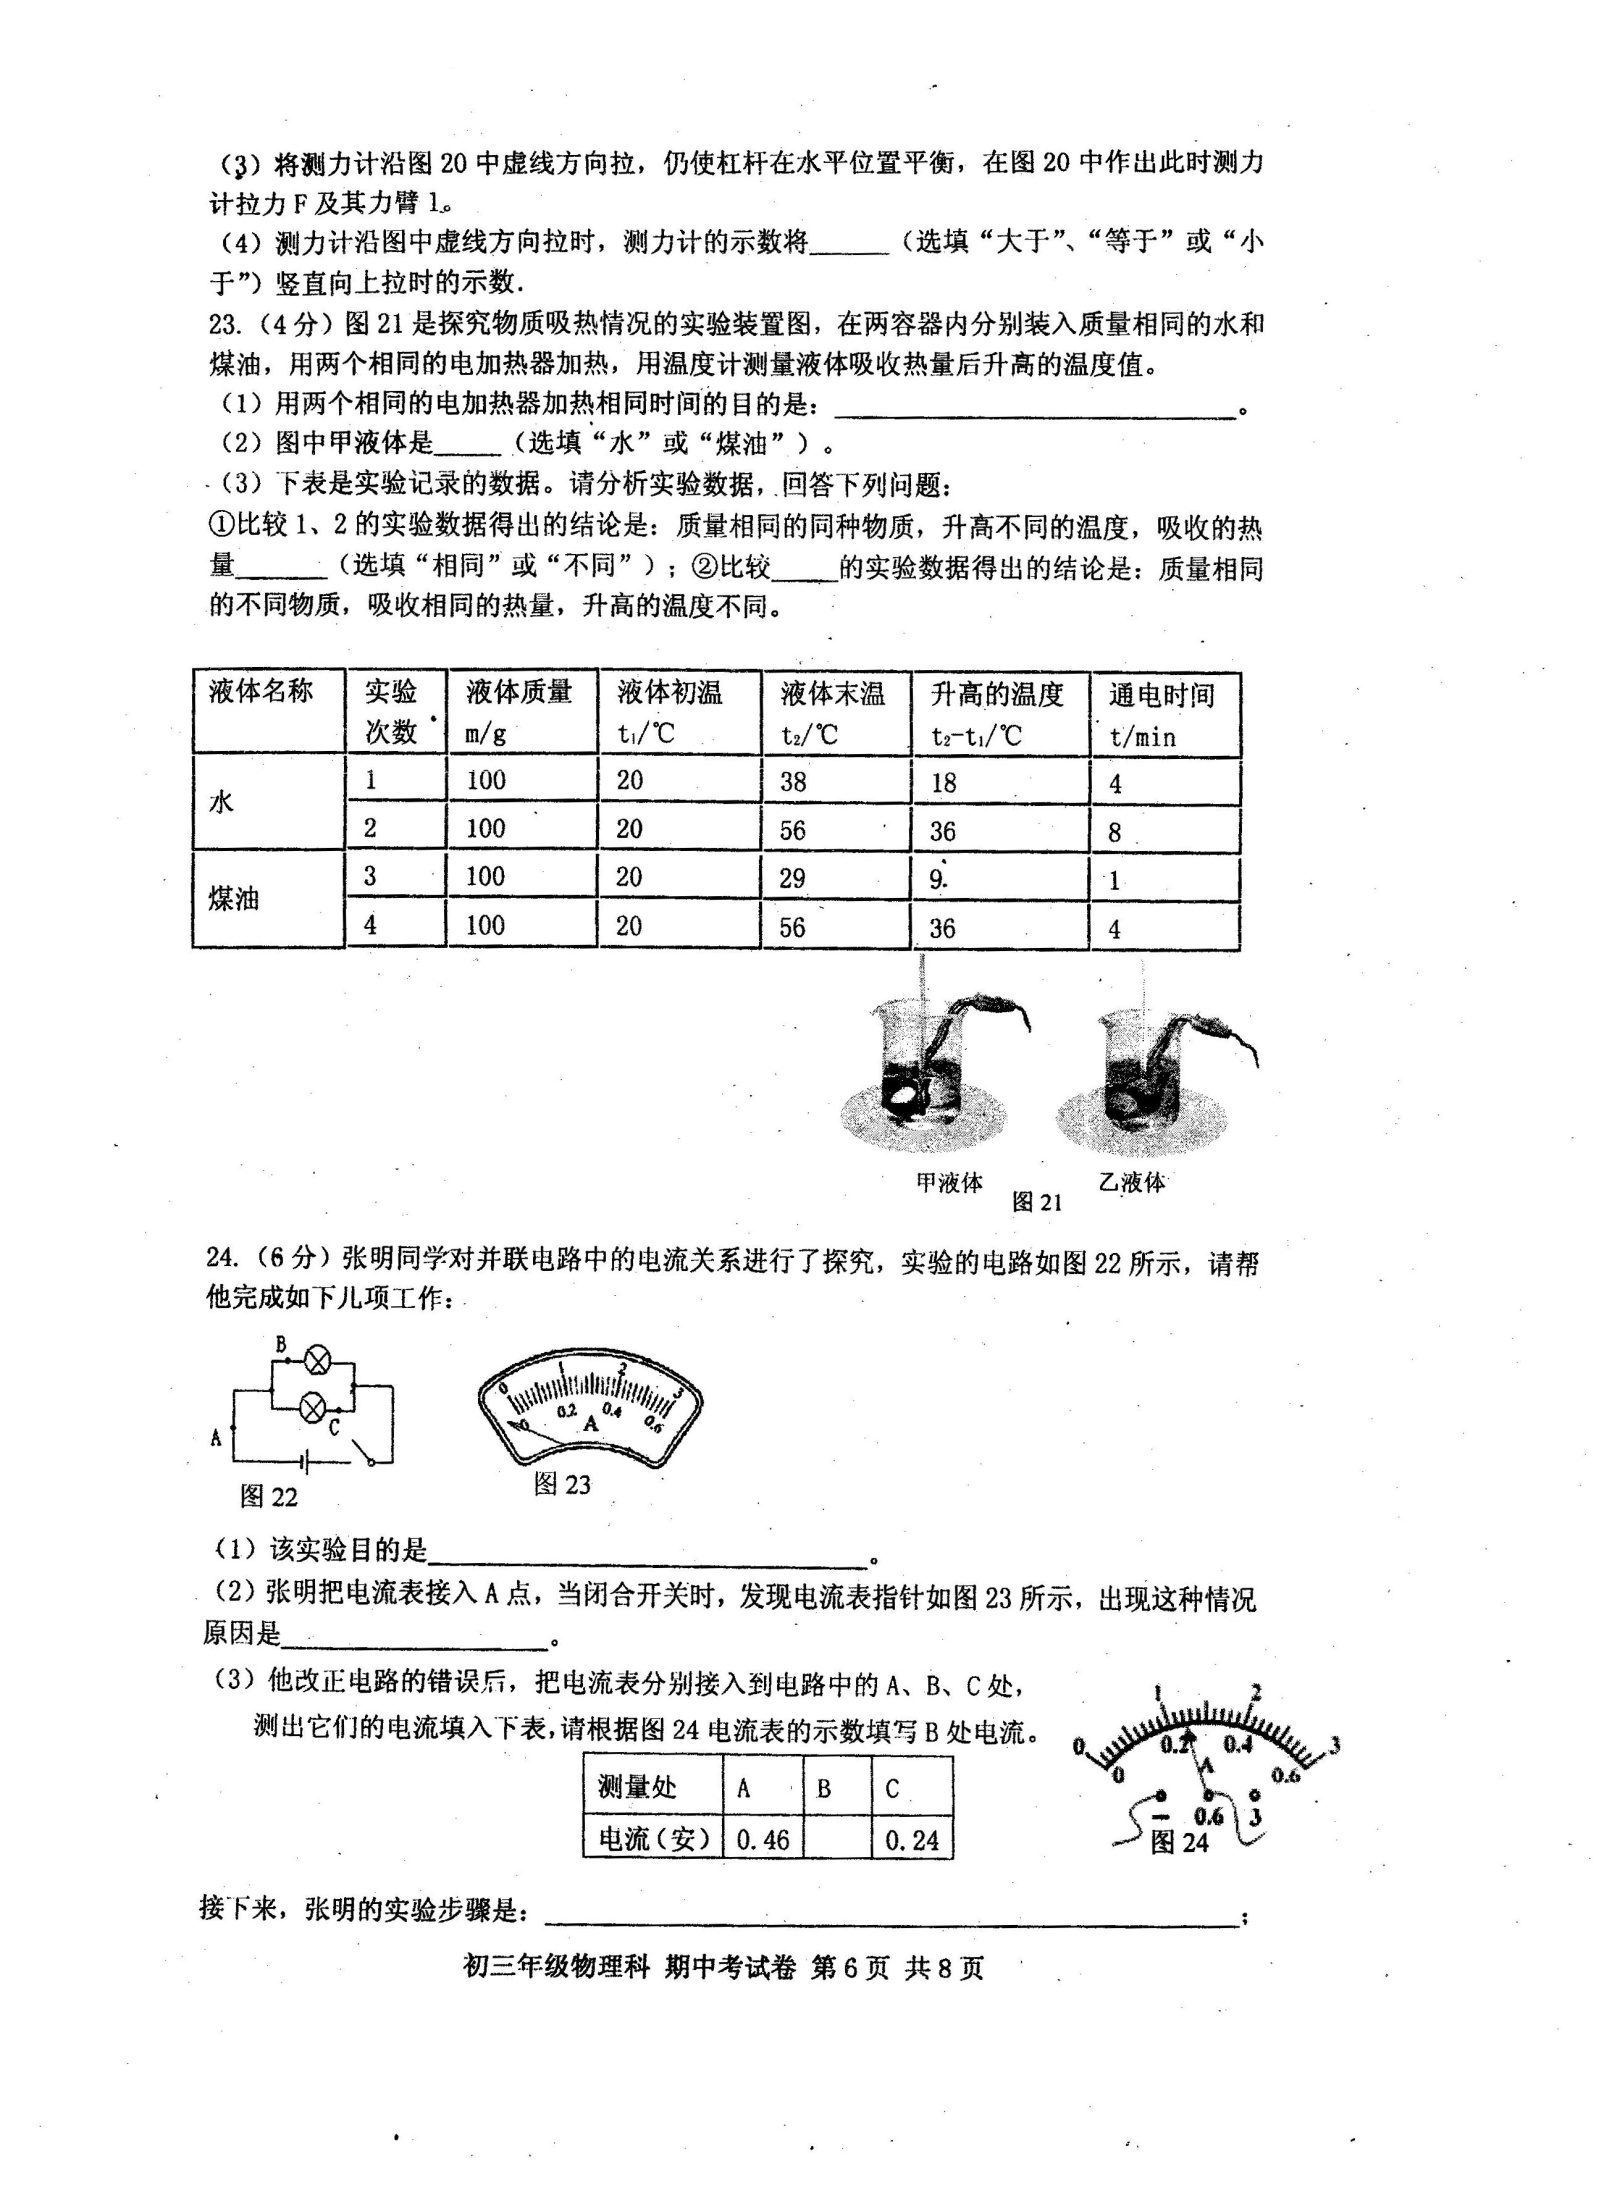 (3) 将测力计沿图 20 中虚线方向拉，仍使杠杆在水平位置平衡，在图 20 中作出此时测力
计拉力 F 及其力臂 l。
(4) 测力计沿图中虚线方向拉时，测力计的示数将______（选填“大于”、“等于”或“小
于”）竖直向上拉时的示数．
23.（4 分）图 21 是探究物质吸热情况的实验装置图，在两容器内分别装入质量相同的水和
煤油，用两个相同的电加热器加热，用温度计测量液体吸收热量后升高的温度值。
(1) 用两个相同的电加热器加热相同时间的目的是：______________________________。
(2) 图中甲液体是_____（选填“水”或“煤油”）。
(3) 下表是实验记录的数据。请分析实验数据，回答下列问题：
①比较 1、2 的实验数据得出的结论是：质量相同的同种物质，升高不同的温度，吸收的热
量_______（选填“相同”或“不同”）；②比较_____的实验数据得出的结论是：质量相同
的不同物质，吸收相同的热量，升高的温度不同。
液体名称 实验 液体质量 液体初温 液体末温 升高的温度 通电时间
次数 m/g t₁/℃ t₂/℃ t₂-t₁/℃ t/min
水 1 100 20 38 18 4
2 100 20 56 36 8
煤油 3 100 20 29 9 1
4 100 20 56 36 4
甲液体 乙液体
图 21
24.（6 分）张明同学对并联电路中的电流关系进行了探究，实验的电路如图 22 所示，请帮
他完成如下几项工作：
B
A
C
图 22
0 1 2 3
0 0.2 0.4 0.6
A
图 23
(1) 该实验目的是________________________________。
(2) 张明把电流表接入 A 点，当闭合开关时，发现电流表指针如图 23 所示，出现这种情况
原因是____________________。
(3) 他改正电路的错误后，把电流表分别接入到电路中的 A、B、C 处，
测出它们的电流填入下表，请根据图 24 电流表的示数填写 B 处电流。
测量处 A B C
电流(安) 0.46 0.24
0 1 2 3
0 0.2 0.4 0.6
A
− 0.6 3
图 24
接下来，张明的实验步骤是：__________________________________________________；
初三年级物理科 期中考试卷 第 6 页 共 8 页